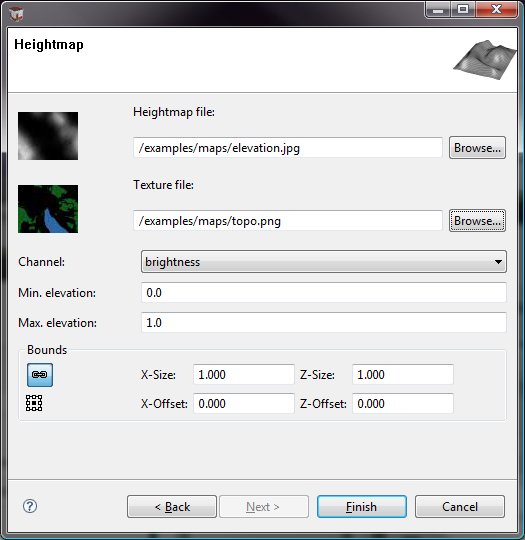 Heightmap
Heightmap file:
/examples/maps/elevation.jpg Browse...
Texture file:
/examples/maps/topo.png Browse...
Channel: brightness
Min. elevation: 0.0
Max. elevation: 1.0
Bounds
X-Size: 1.000 Z-Size: 1.000
X-Offset: 0.000 Z-Offset: 0.000
? < Back Next > Finish Cancel